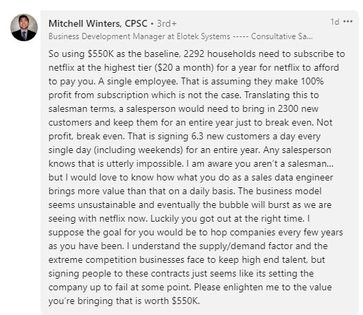 Mitchell Winters, CPSC • 3rd+
1d •••
Business Development Manager at Elotek Systems ----- Consultative Sa...
So using $550K as the baseline, 2292 households need to subscribe to
netflix at the highest tier ($20 a month) for a year for netflix to afford
to pay you. A single employee. That is assuming they make 100%
profit from subscription which is not the case. Translating this to
salesman terms, a salesperson would need to bring in 2300 new
customers and keep them for an entire year just to break even. Not
profit, break even. That is signing 6.3 new customers a day every
single day (including weekends) for an entire year. Any salesperson
knows that is utterly impossible. I am aware you aren't a salesman...
but I would love to know how what you do as a sales data engineer
brings more value than that on a daily basis. The business model
seems unsustainable and eventually the bubble will burst as we are
seeing with netflix now. Luckily you got out at the right time. I
suppose the goal for you would be to hop companies every few years
as you have been. I understand the supply/demand factor and the
extreme competition businesses face to keep high end talent, but
signing people to these contracts just seems like its setting the
company up to fail at some point. Please enlighten me to the value
you're bringing that is worth $550K.